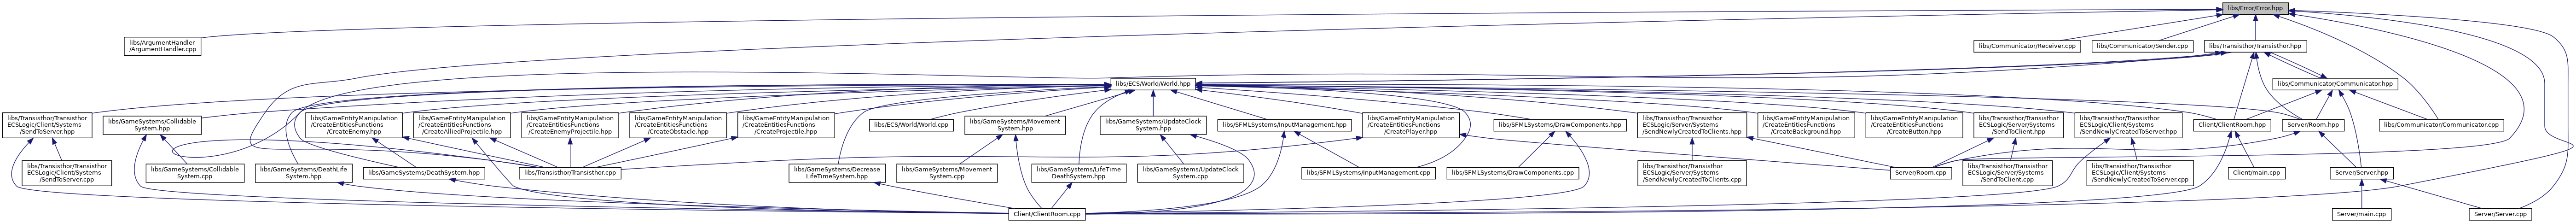 libs/Error/Error.hpp
libs/ArgumentHandler
/ArgumentHandler.cpp
libs/Communicator/Receiver.cpp
libs/Communicator/Sender.cpp
libs/Transisthor/Transisthor.hpp
libs/ECS/World/World.hpp
libs/Communicator/Communicator.hpp
libs/Transisthor/Transisthor
ECSLogic/Client/Systems
/SendToServer.hpp
libs/GameSystems/Collidable
System.hpp
libs/GameEntityManipulation
/CreateEntitiesFunctions
/CreateEnemy.hpp
libs/GameEntityManipulation
/CreateEntitiesFunctions
/CreateAlliedProjectile.hpp
libs/GameEntityManipulation
/CreateEntitiesFunctions
/CreateEnemyProjectile.hpp
libs/GameEntityManipulation
/CreateEntitiesFunctions
/CreateObstacle.hpp
libs/GameEntityManipulation
/CreateEntitiesFunctions
/CreateProjectile.hpp
libs/ECS/World/World.cpp
libs/GameSystems/Movement
System.hpp
libs/GameSystems/UpdateClock
System.hpp
libs/SFMLSystems/InputManagement.hpp
libs/GameEntityManipulation
/CreateEntitiesFunctions
/CreatePlayer.hpp
libs/SFMLSystems/DrawComponents.hpp
libs/Transisthor/Transisthor
ECSLogic/Server/Systems
/SendNewlyCreatedToClients.hpp
libs/GameEntityManipulation
/CreateEntitiesFunctions
/CreateBackground.hpp
libs/GameEntityManipulation
/CreateEntitiesFunctions
/CreateButton.hpp
libs/Transisthor/Transisthor
ECSLogic/Server/Systems
/SendToClient.hpp
libs/Transisthor/Transisthor
ECSLogic/Client/Systems
/SendNewlyCreatedToServer.hpp
Client/ClientRoom.hpp
Server/Room.hpp
libs/Communicator/Communicator.cpp
libs/Transisthor/Transisthor
ECSLogic/Client/Systems
/SendToServer.cpp
libs/GameSystems/Collidable
System.cpp
libs/GameSystems/DeathLife
System.hpp
libs/GameSystems/DeathSystem.hpp
libs/Transisthor/Transisthor.cpp
libs/GameSystems/Decrease
LifeTimeSystem.hpp
libs/GameSystems/Movement
System.cpp
libs/GameSystems/LifeTime
DeathSystem.hpp
libs/GameSystems/UpdateClock
System.cpp
libs/SFMLSystems/InputManagement.cpp
libs/SFMLSystems/DrawComponents.cpp
libs/Transisthor/Transisthor
ECSLogic/Server/Systems
/SendNewlyCreatedToClients.cpp
Server/Room.cpp
libs/Transisthor/Transisthor
ECSLogic/Server/Systems
/SendToClient.cpp
libs/Transisthor/Transisthor
ECSLogic/Client/Systems
/SendNewlyCreatedToServer.cpp
Client/main.cpp
Server/Server.hpp
Client/ClientRoom.cpp
Server/main.cpp
Server/Server.cpp